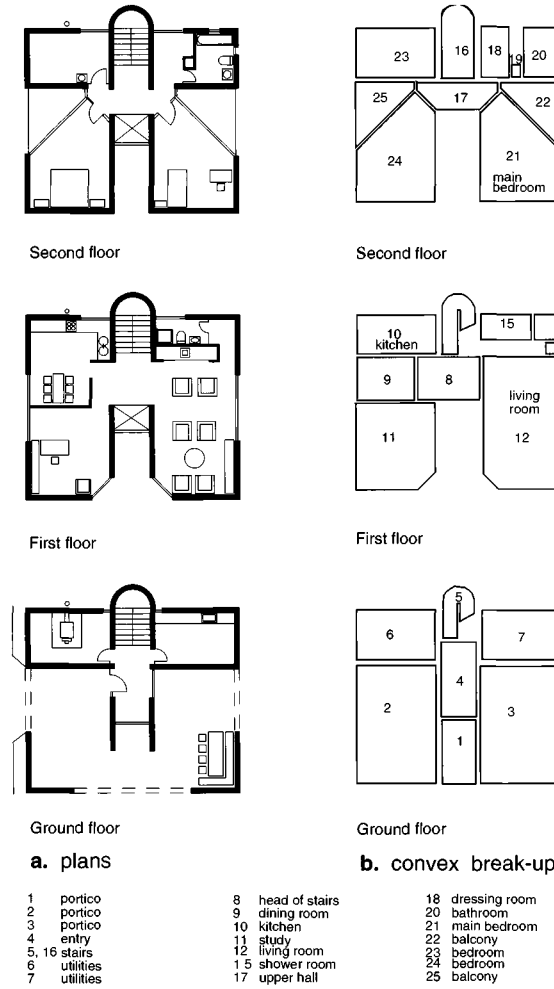 23
16
18
19
20
25
17
22
24
21
main
bedroom
Second floor
Second floor
10
kitchen
15
9
8
living
room
11
12
First floor
First floor
5
6
7
4
2
3
1
Ground floor
Ground floor
a. plans
b. convex break-up
1 portico
2 portico
3 portico
4 entry
5, 16 stairs
6 utilities
7 utilities
8 head of stairs
9 dining room
10 kitchen
11 study
12 living room
1 5 shower room
17 upper hall
18 dressing room
20 bathroom
21 main bedroom
22 balcony
23 bedroom
24 bedroom
25 balcony